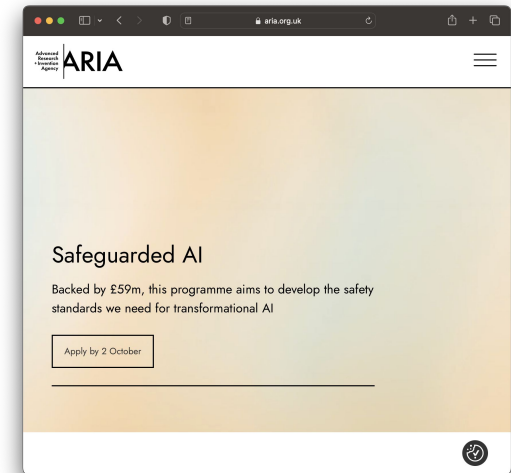 aria.org.uk
Advanced
Research
+ Invention
Agency
ARIA
Safeguarded AI
Backed by £59m, this programme aims to develop the safety
standards we need for transformational AI
Apply by 2 October